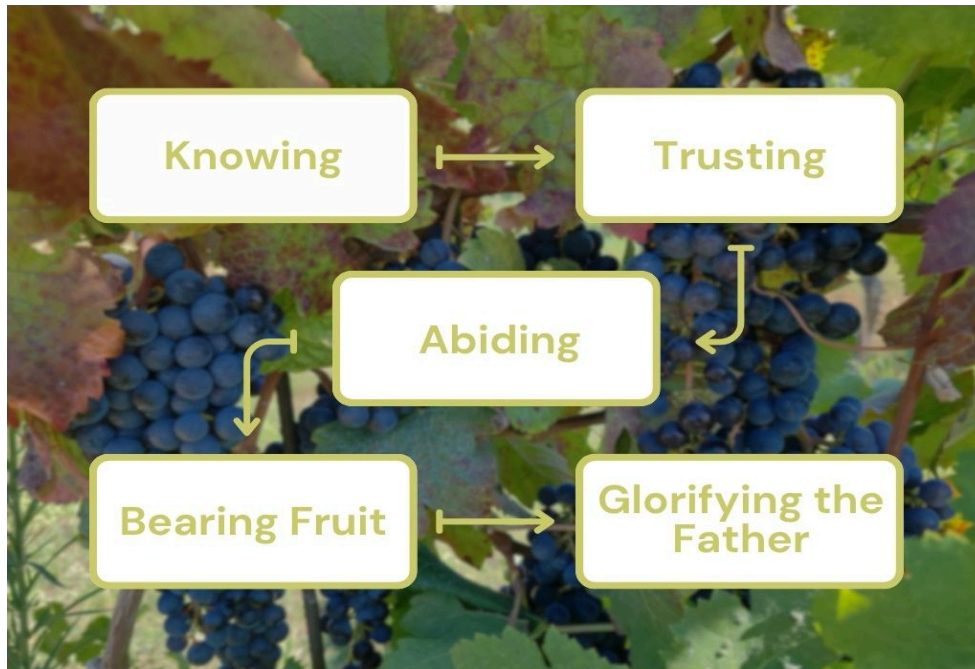 Knowing
Trusting
Abiding
Bearing Fruit
Glorifying the
Father